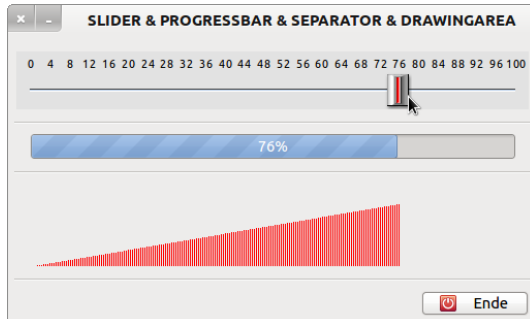 SLIDER & PROGRESSBAR & SEPARATOR & DRAWINGAREA
0 4 8 12 16 20 24 28 32 36 40 44 48 52 56 60 64 68 72 76 80 84 88 92 96 100
76%
Ende